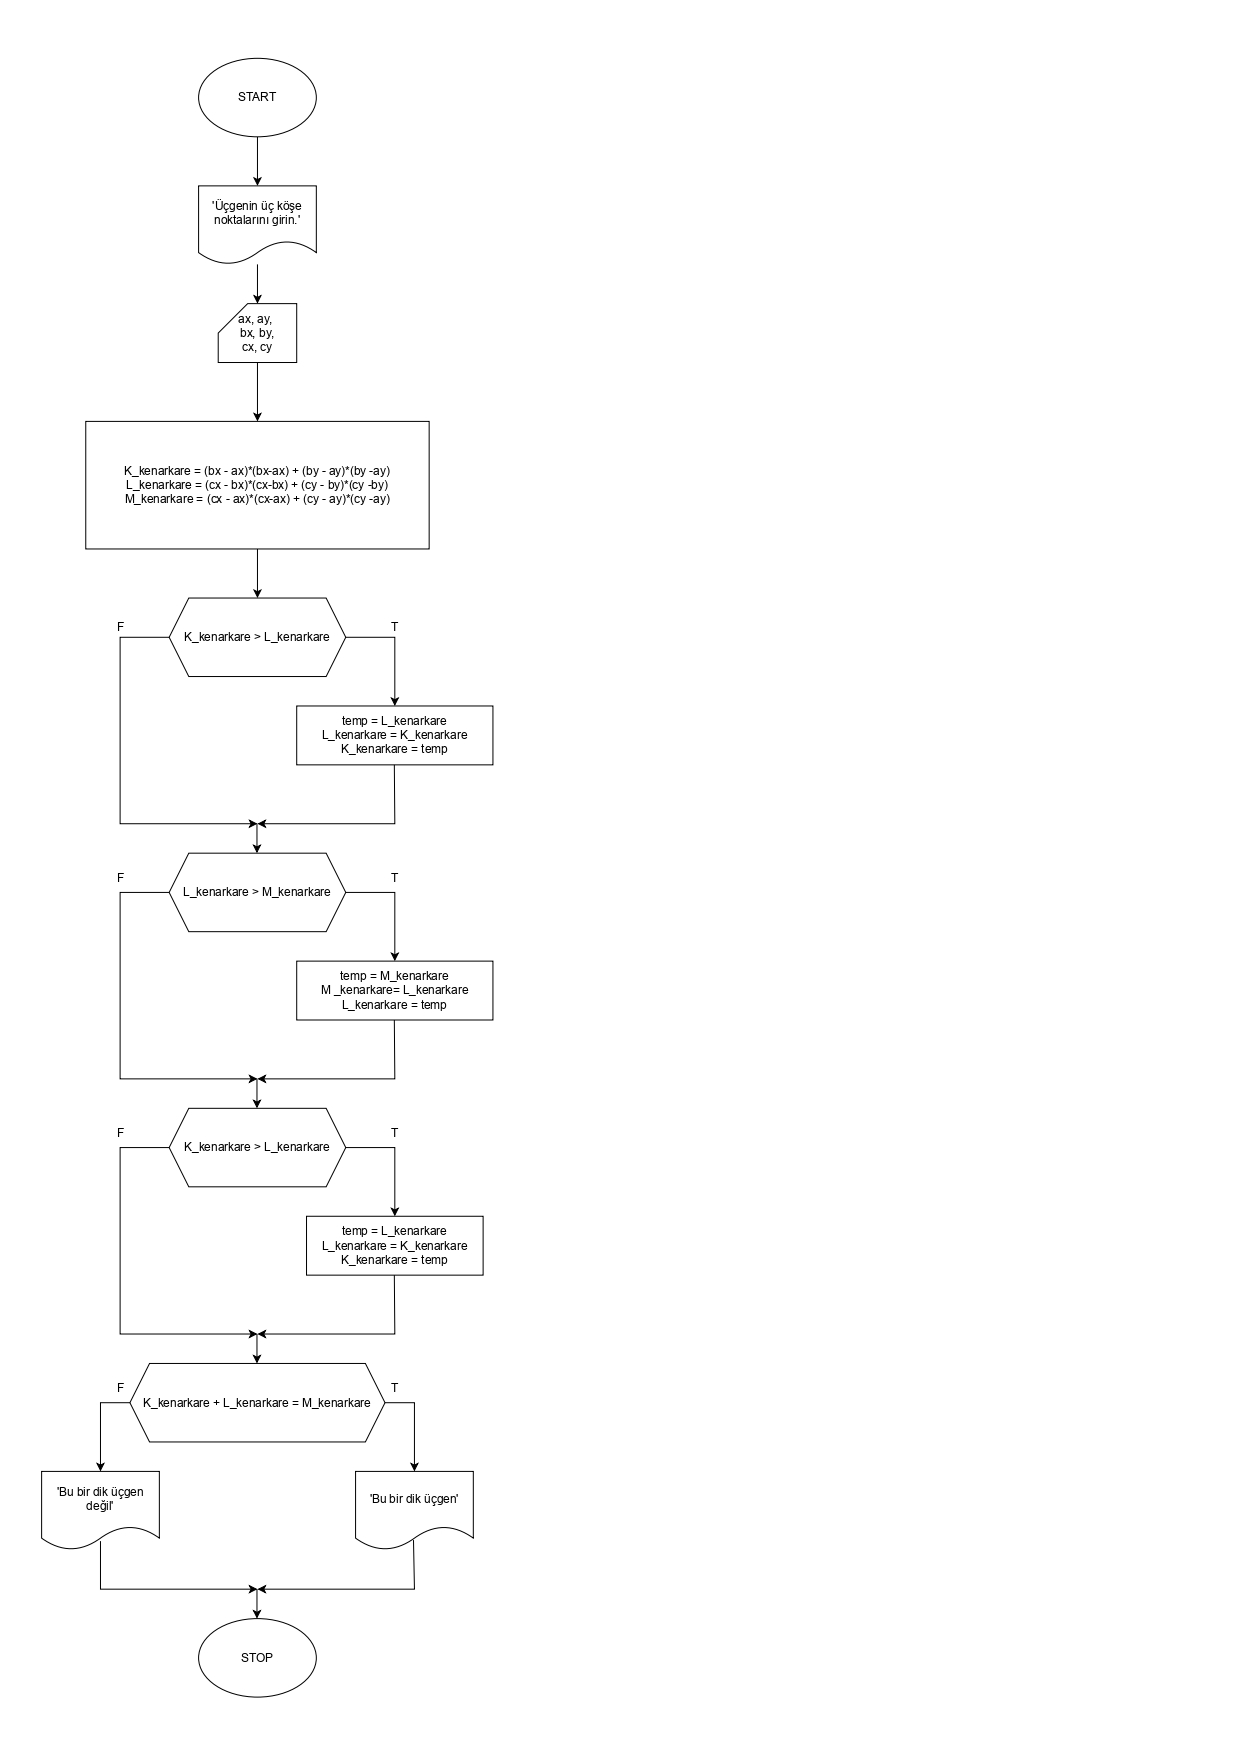 START
'Üçgenin üç köşe
noktalarını girin.'
ax, ay,
bx, by,
cx, cy
K_kenarkare = (bx - ax)*(bx-ax) + (by - ay)*(by -ay)
L_kenarkare = (cx - bx)*(cx-bx) + (cy - by)*(cy -by)
M_kenarkare = (cx - ax)*(cx-ax) + (cy - ay)*(cy -ay)
F
T
K_kenarkare > L_kenarkare
temp = L_kenarkare
L_kenarkare = K_kenarkare
K_kenarkare = temp
F
T
L_kenarkare > M_kenarkare
temp = M_kenarkare
M _kenarkare= L_kenarkare
L_kenarkare = temp
F
T
K_kenarkare > L_kenarkare
temp = L_kenarkare
L_kenarkare = K_kenarkare
K_kenarkare = temp
F
T
K_kenarkare + L_kenarkare = M_kenarkare
'Bu bir dik üçgen
değil'
'Bu bir dik üçgen'
STOP